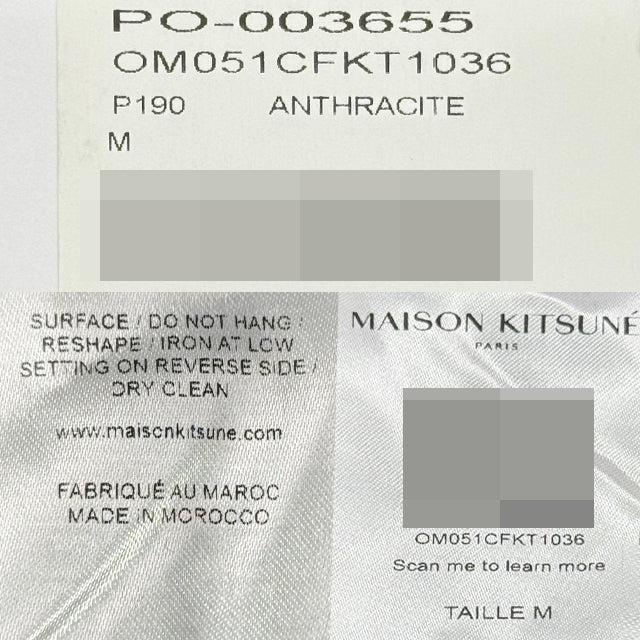 PO-003655
OM051CFKT1036
P190 ANTHRACITE
M
SURFACE / DO NOT HANG /
RESHAPE / IRON AT LOW
SETTING ON REVERSE SIDE /
DRY CLEAN
www.maisonkitsune.com
FABRIQUÉ AU MAROC
MADE IN MOROCCO
MAISON KITSUNÉ
PARIS
OM051CFKT1036
Scan me to learn more
TAILLE M